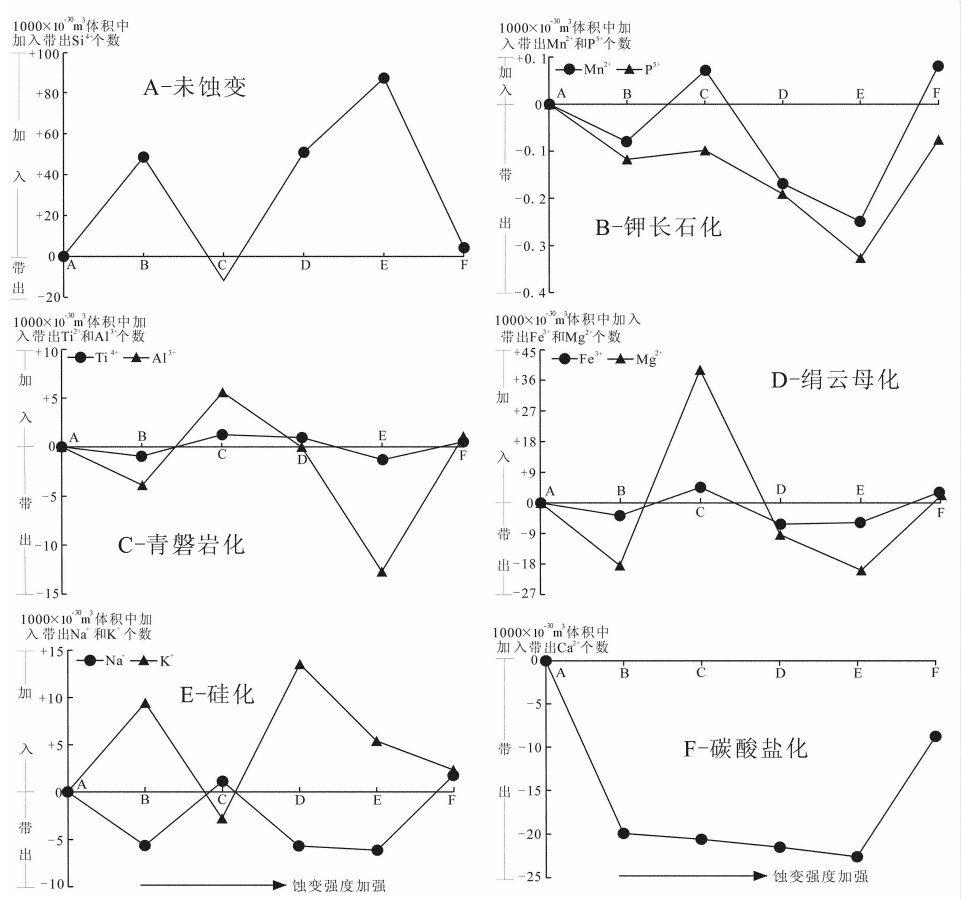 1000×10⁻³⁰m³体积中
加入带出Si⁴⁺个数
+100
+80
+60
+40
+20
0
−20
加
入
带
出
A-未蚀变
A B C D E F
1000×10⁻³⁰m³体积中加
入带出Mn²⁺和P⁵⁺个数
+0.1
0
−0.1
−0.2
−0.3
−0.4
加
入
带
出
Mn²⁺ P⁵⁺
A B C D E F
B-钾长石化
1000×10⁻³⁰m³体积中加
入带出Ti²⁺和Al³⁺个数
+10
+5
0
−5
−10
−15
加
入
带
出
Ti⁴⁺ Al³⁺
A B C D E F
C-青磐岩化
1000×10⁻³⁰m³体积中加入
带出Fe³⁺和Mg²⁺个数
+45
+36
+27
+18
+9
0
−9
−18
−27
加
入
带
出
Fe³⁺ Mg²⁺
D-绢云母化
A B C D E F
1000×10⁻³⁰m³体积中加
入带出Na⁺和K⁺个数
+15
+10
+5
0
−5
−10
加
入
带
出
Na⁺ K⁺
E-硅化
A B C D E F
蚀变强度加强
1000×10⁻³⁰m³体积中
加入带出Ca²⁺个数
0
−5
−10
−15
−20
−25
带
出
A B C D E F
F-碳酸盐化
蚀变强度加强